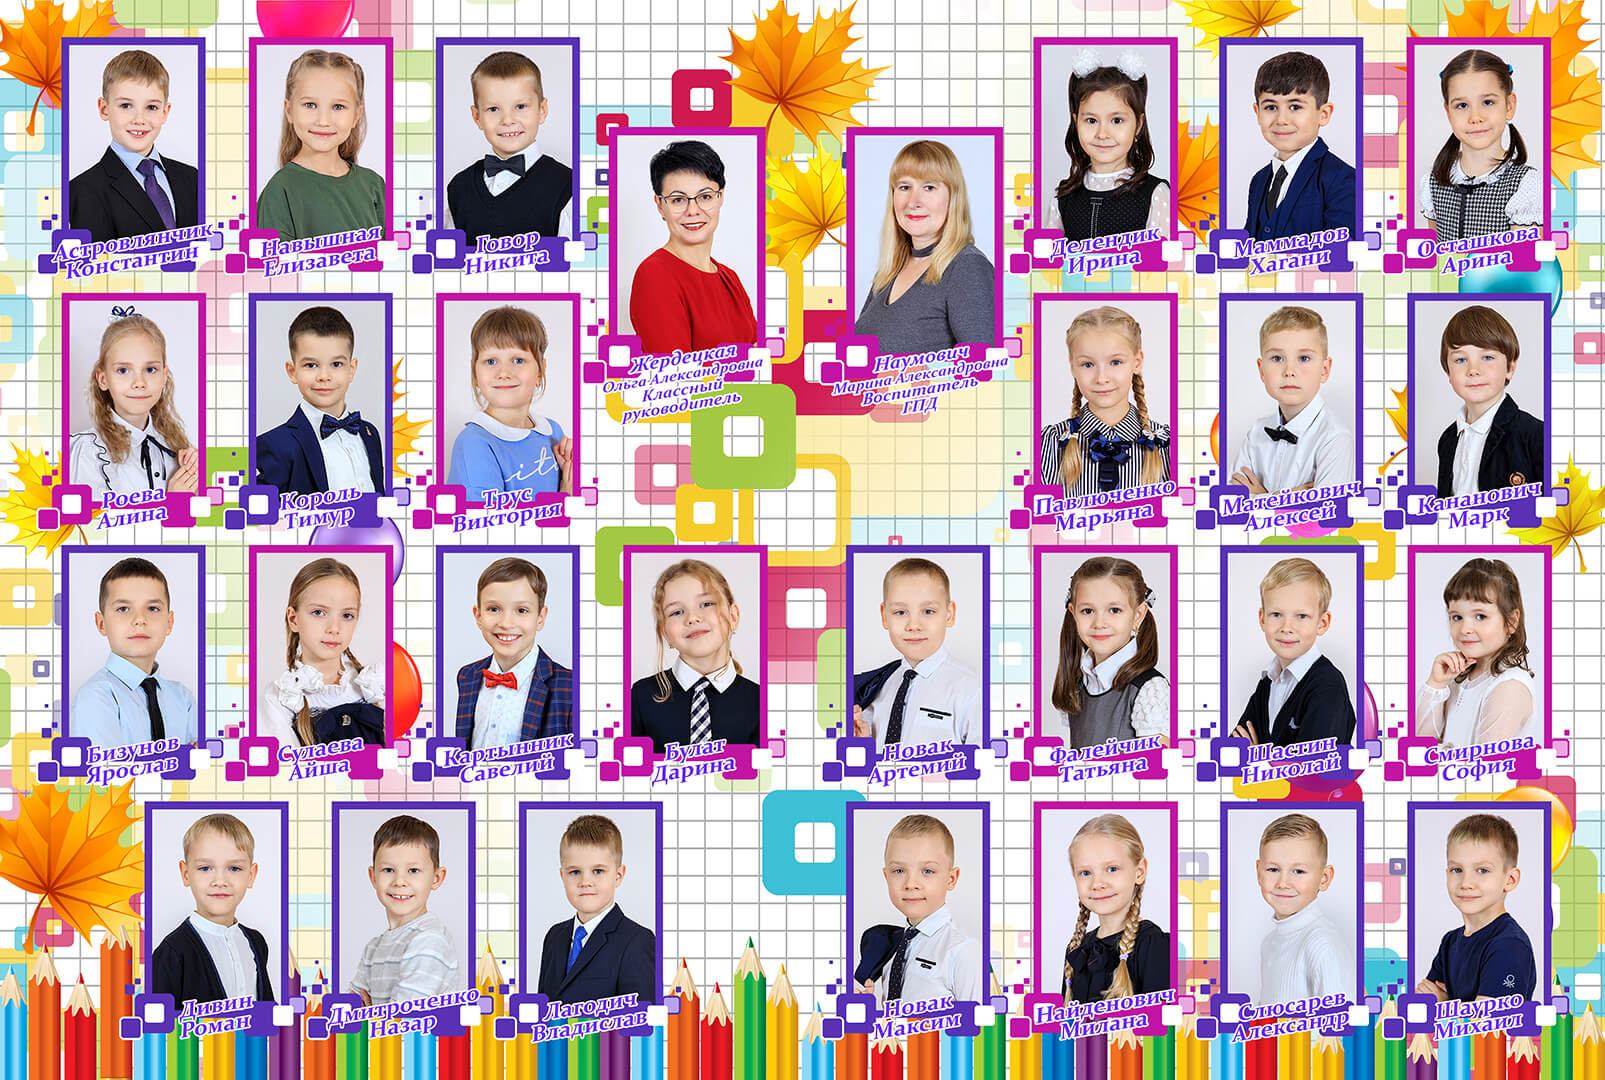 Астровлянчик
Константин
Навышная
Елизавета
Говор
Никита
Жердецкая
Ольга Александровна
Классный
руководитель
Наумович
Марина Александровна
Воспитатель
ГПД
Делендик
Ирина
Маммадов
Хагани
Осташкова
Арина
Роева
Алина
Король
Тимур
Трус
Виктория
Павлюченко
Марьяна
Матейкович
Алексей
Кананович
Марк
Бизунов
Ярослав
Сулаева
Айша
Картынник
Савелий
Булат
Дарина
Новак
Артемий
Фалейчик
Татьяна
Шастин
Николай
Смирнова
София
Дивин
Роман
Дмитроченко
Назар
Лагодич
Владислав
Новак
Максим
Найденович
Милана
Слюсарев
Александр
Шаурко
Михаил